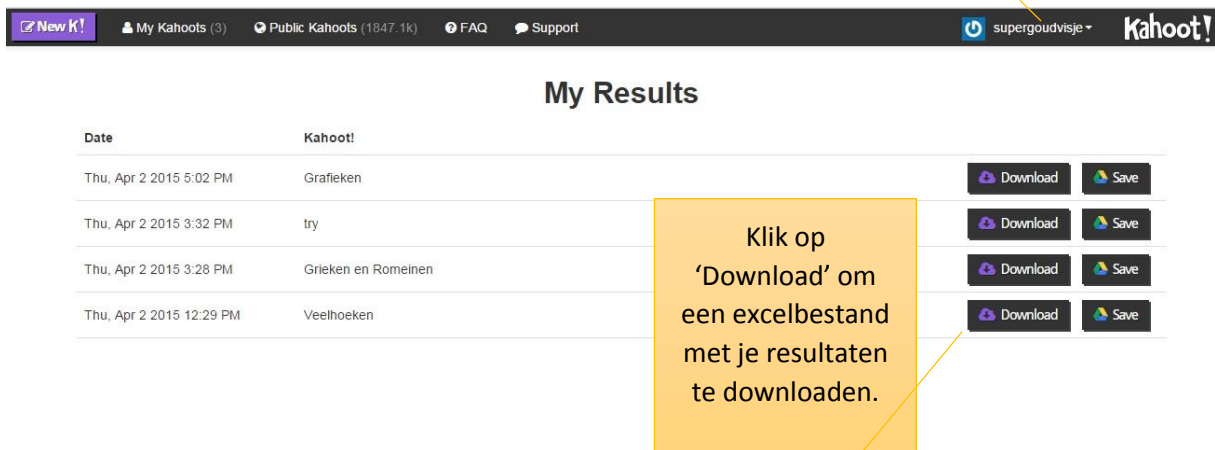 New K! My Kahoots (3) Public Kahoots (1847.1k) FAQ Support supergoudvisje Kahoot!
My Results
Date Kahoot!
Thu, Apr 2 2015 5:02 PM Grafieken Download Save
Thu, Apr 2 2015 3:32 PM try Download Save
Thu, Apr 2 2015 3:28 PM Grieken en Romeinen Download Save
Thu, Apr 2 2015 12:29 PM Veelhoeken Download Save
Klik op
‘Download’ om
een excelbestand
met je resultaten
te downloaden.